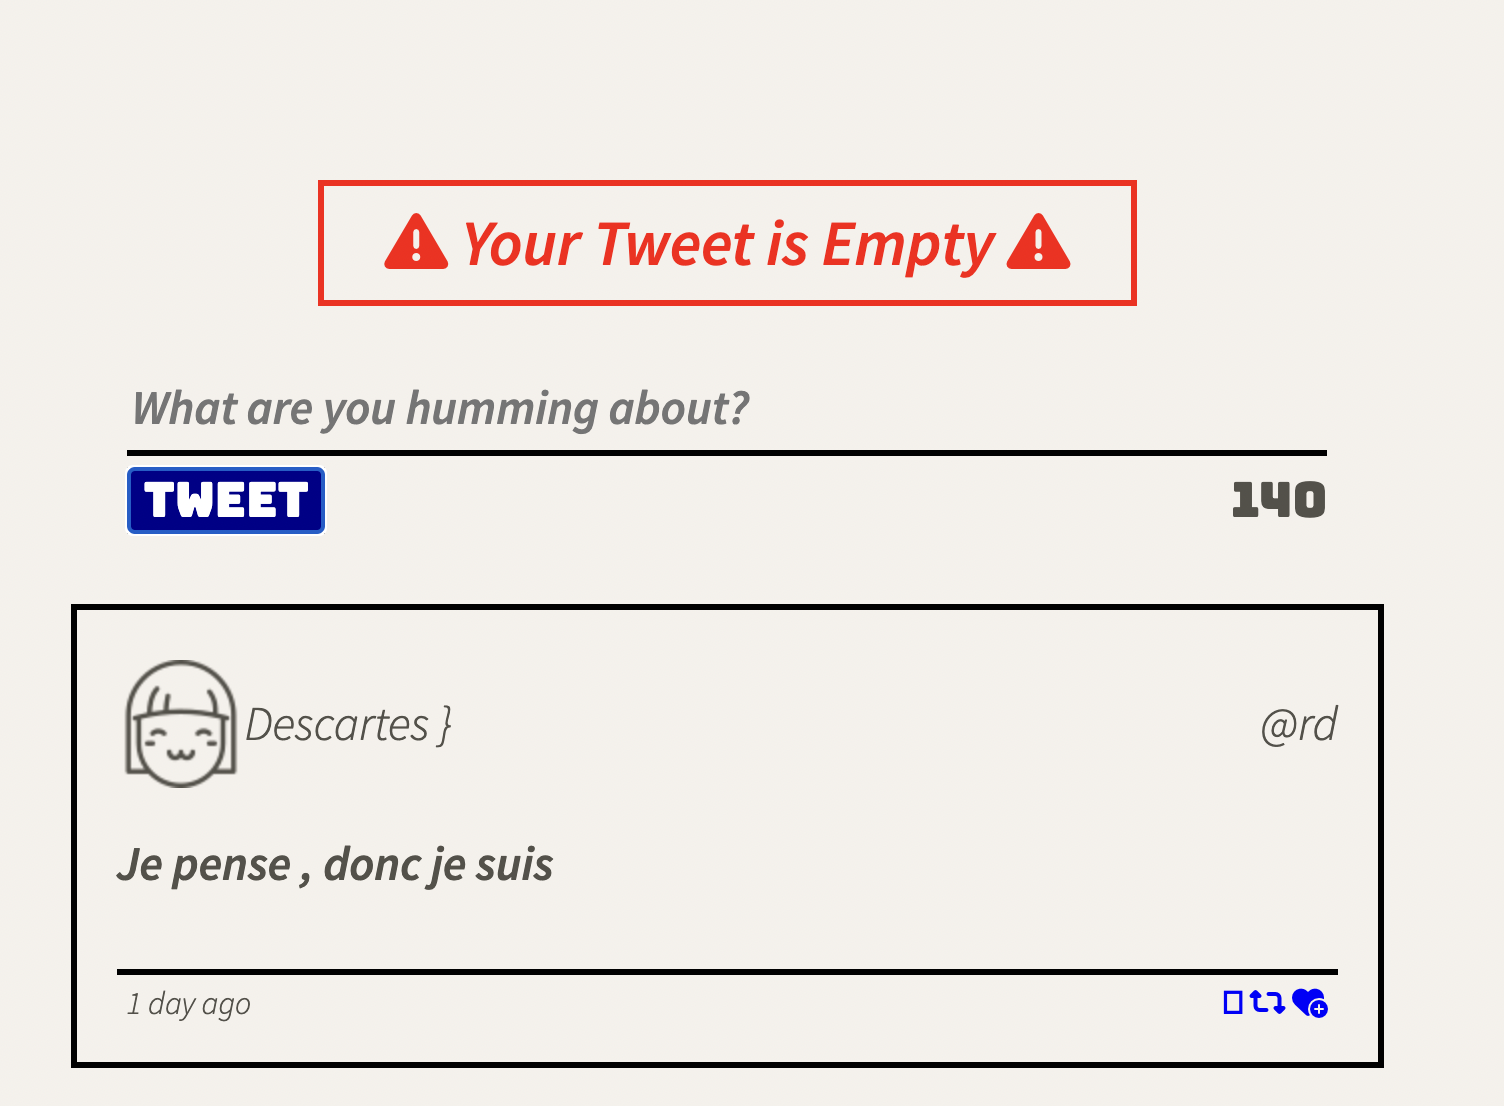 Your Tweet is Empty
What are you humming about?
TWEET 140
Descartes } @rd
Je pense , donc je suis
1 day ago